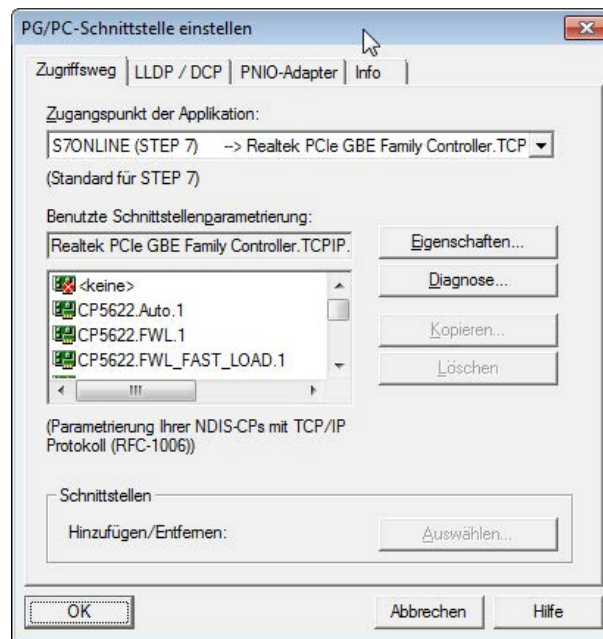 PG/PC-Schnittstelle einstellen
Zugriffsweg
LLDP / DCP
PNIO-Adapter
Info
Zugangspunkt der Applikation:
S7ONLINE (STEP 7) --> Realtek PCIe GBE Family Controller.TCP
(Standard für STEP 7)
Benutzte Schnittstellenparametrierung:
Realtek PCIe GBE Family Controller.TCPIP.
Eigenschaften...
<keine>
CP5622.Auto.1
CP5622.FWL.1
CP5622.FWL_FAST_LOAD.1
Diagnose...
Kopieren...
Löschen
(Parametrierung Ihrer NDIS-CPs mit TCP/IP
Protokoll (RFC-1006))
Schnittstellen
Hinzufügen/Entfernen:
Auswählen...
OK
Abbrechen
Hilfe